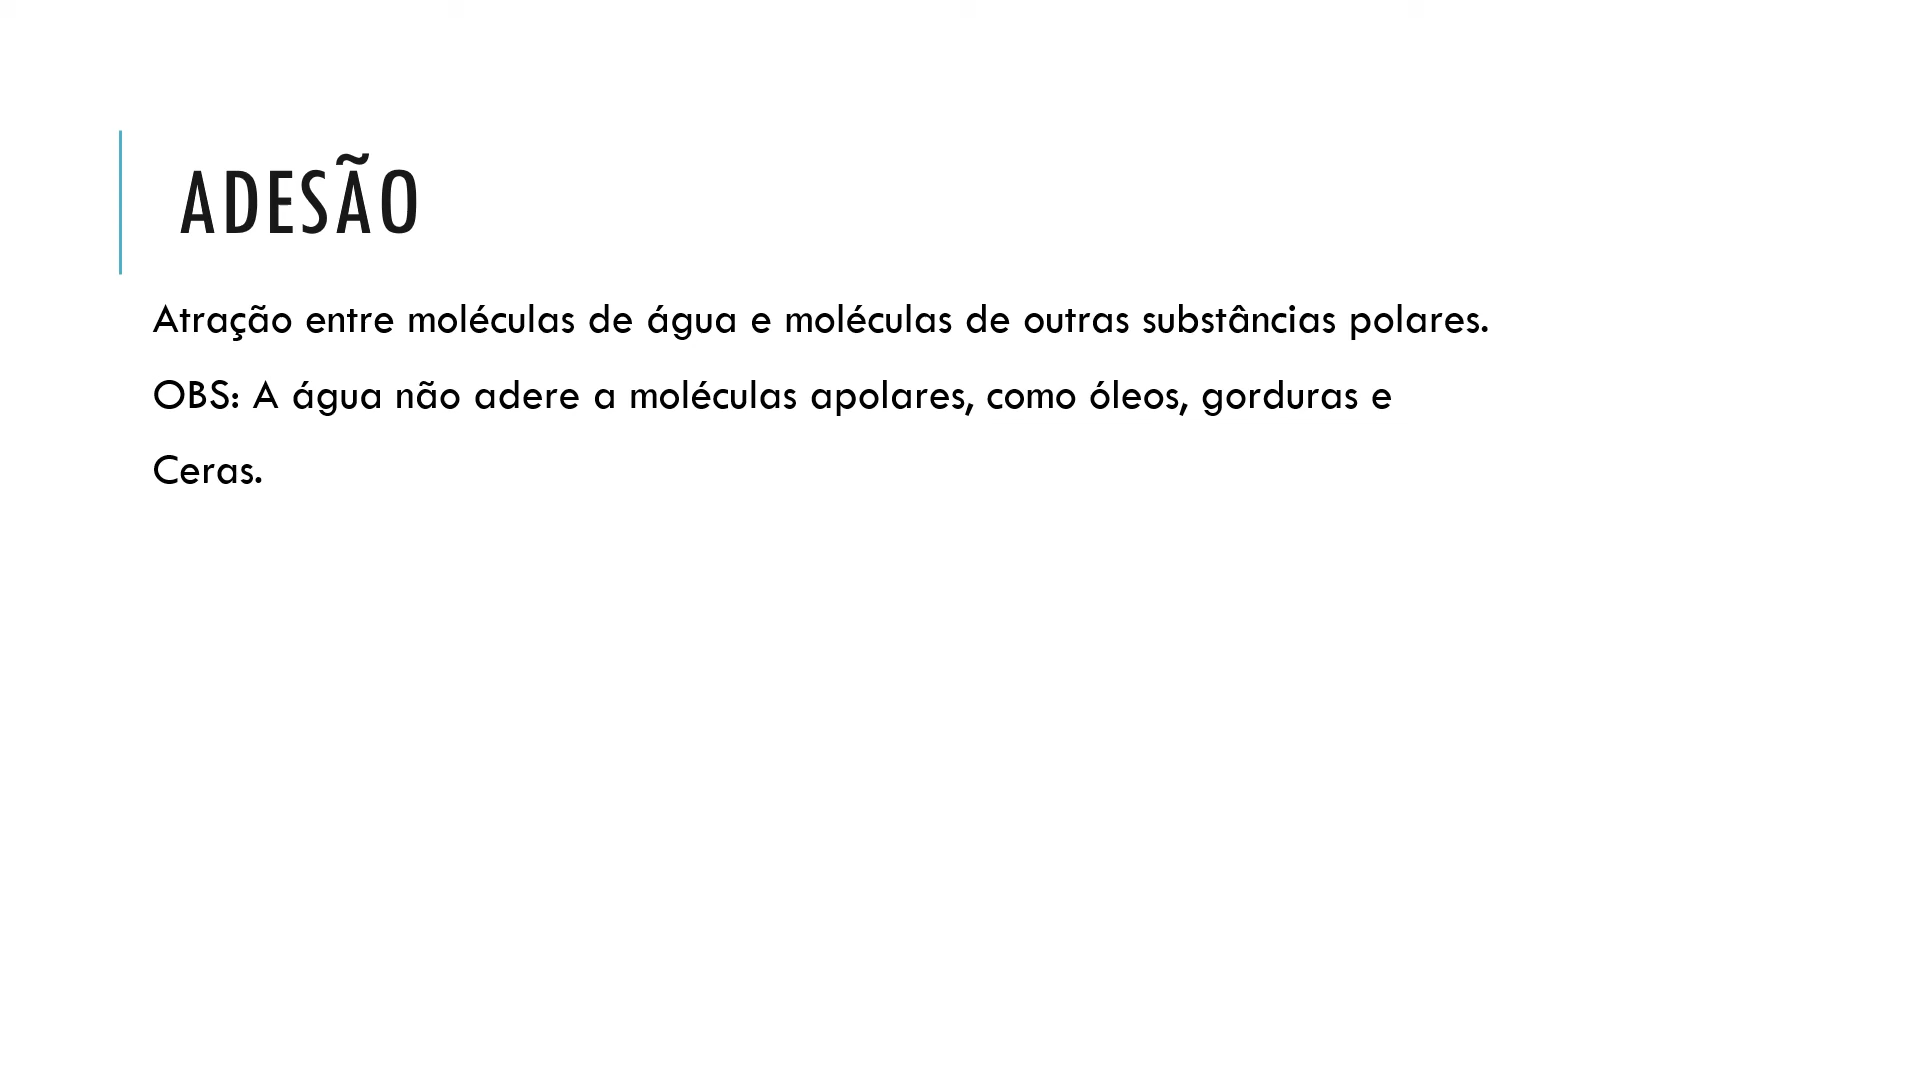 ADESÃO
Atração entre moléculas de água e moléculas de outras substâncias polares.
OBS: A água não adere a moléculas apolares, como óleos, gorduras e
Ceras.